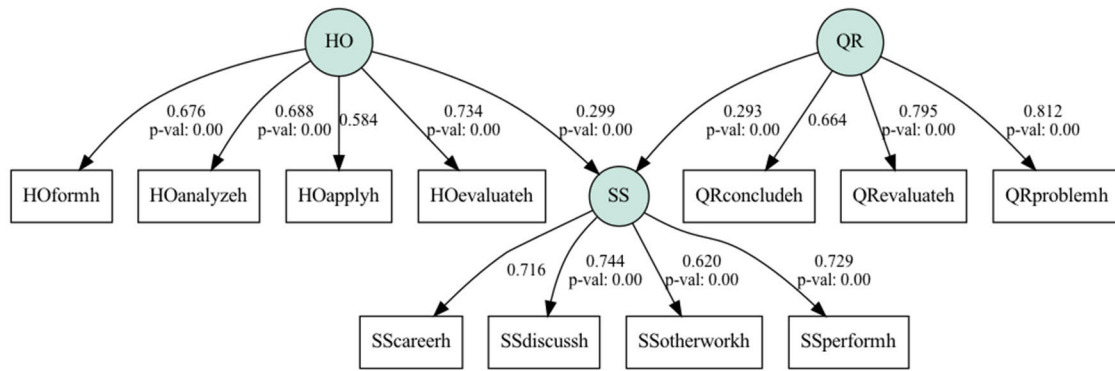 HO
QR
0.676
p-val: 0.00
0.688
p-val: 0.00
0.584
0.734
p-val: 0.00
0.299
p-val: 0.00
0.293
p-val: 0.00
0.664
0.795
p-val: 0.00
0.812
p-val: 0.00
HOformh
HOanalyzeh
HOapplyh
HOevaluateh
SS
QRconcludeh
QRevaluateh
QRproblemh
0.716
0.744
p-val: 0.00
0.620
p-val: 0.00
0.729
p-val: 0.00
SScareerh
SSdiscussh
SSotherworkh
SSperformh